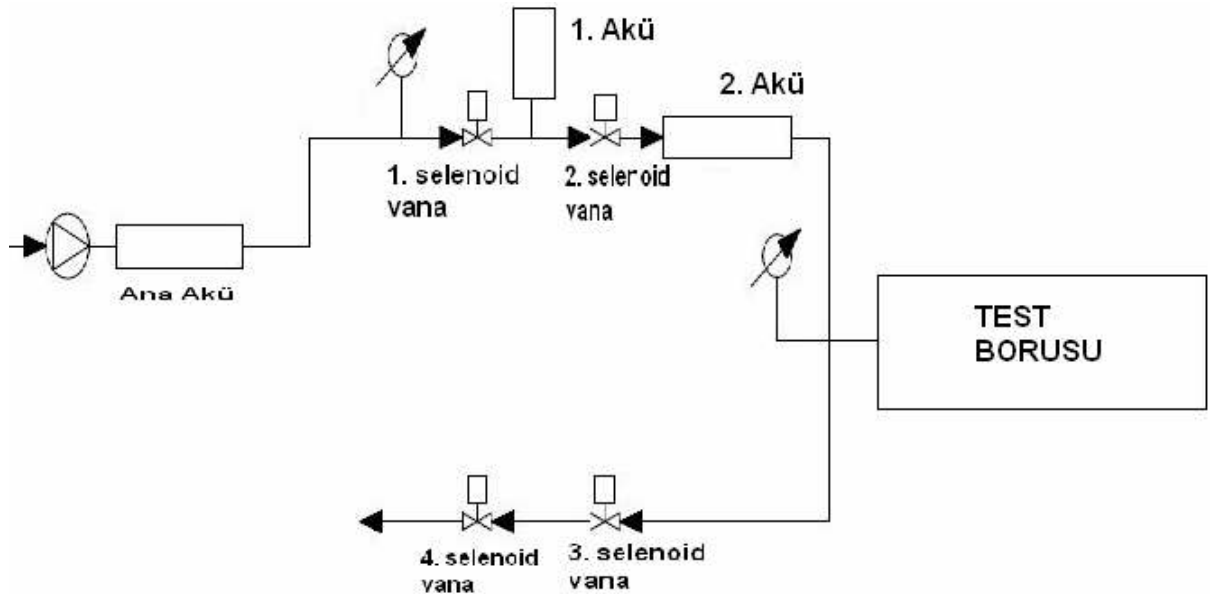 1. Akü
2. Akü
1. selenoid
vana
2. selenoid
vana
Ana Akü
TEST
BORUSU
4. selenoid
vana
3. selenoid
vana